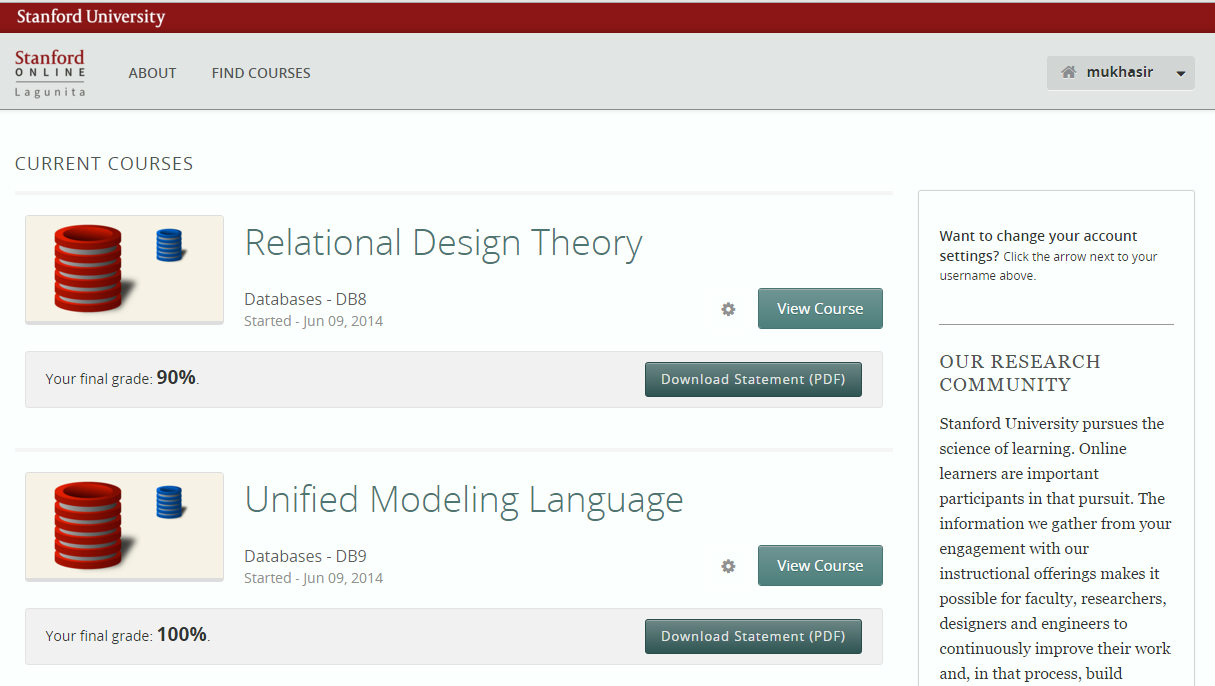 Stanford University
Stanford
ONLINE
Lagunita
ABOUT
FIND COURSES
mukhasir
CURRENT COURSES
Relational Design Theory
Databases - DB8
Started - Jun 09, 2014
View Course
Your final grade: 90%.
Download Statement (PDF)
Unified Modeling Language
Databases - DB9
Started - Jun 09, 2014
View Course
Your final grade: 100%.
Download Statement (PDF)
Want to change your account
settings? Click the arrow next to your
username above.
OUR RESEARCH
COMMUNITY
Stanford University pursues the
science of learning. Online
learners are important
participants in that pursuit. The
information we gather from your
engagement with our
instructional offerings makes it
possible for faculty, researchers,
designers and engineers to
continuously improve their work
and, in that process, build